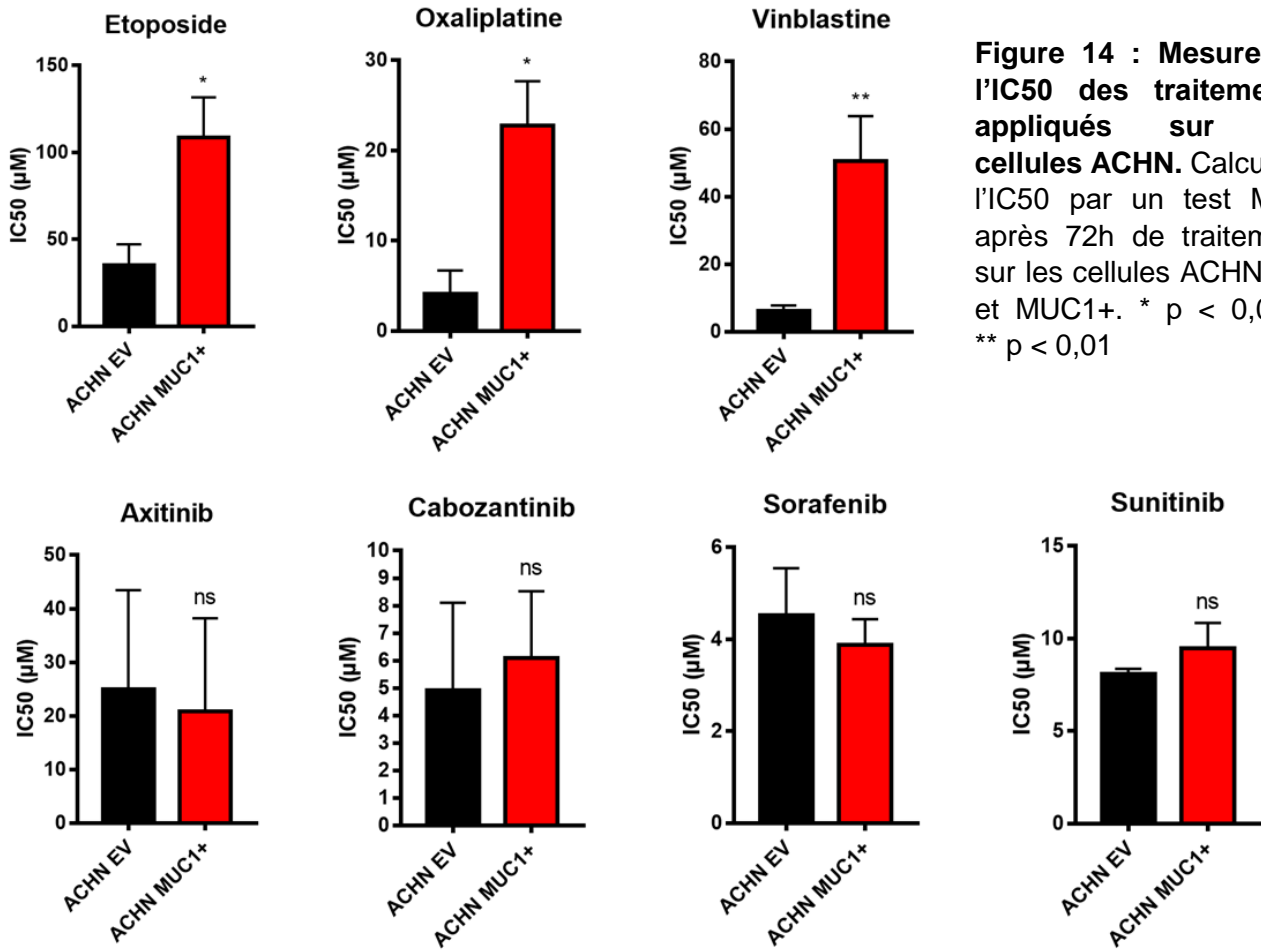 Etoposide
150
100
50
0
IC50 (µM)
*
ACHN EV
ACHN MUC1+
Oxaliplatine
30
20
10
0
IC50 (µM)
*
ACHN EV
ACHN MUC1+
Vinblastine
80
60
40
20
0
IC50 (µM)
**
ACHN EV
ACHN MUC1+
Figure 14 : Mesure
l'IC50 des
appliqués sur
cellules ACHN.
l'IC50 par un test
après 72h de
sur les cellules ACHN
et MUC1+. * p <
** p < 0,01
Axitinib
50
40
30
20
10
0
IC50 (µM)
ns
ACHN EV
ACHN MUC1+
Cabozantinib
10
9
8
7
6
5
4
3
2
1
0
IC50 (µM)
ns
ACHN EV
ACHN MUC1+
Sorafenib
6
4
2
0
IC50 (µM)
ns
ACHN EV
ACHN MUC1+
Sunitinib
15
10
5
0
IC50 (µM)
ns
ACHN EV
ACHN MUC1+